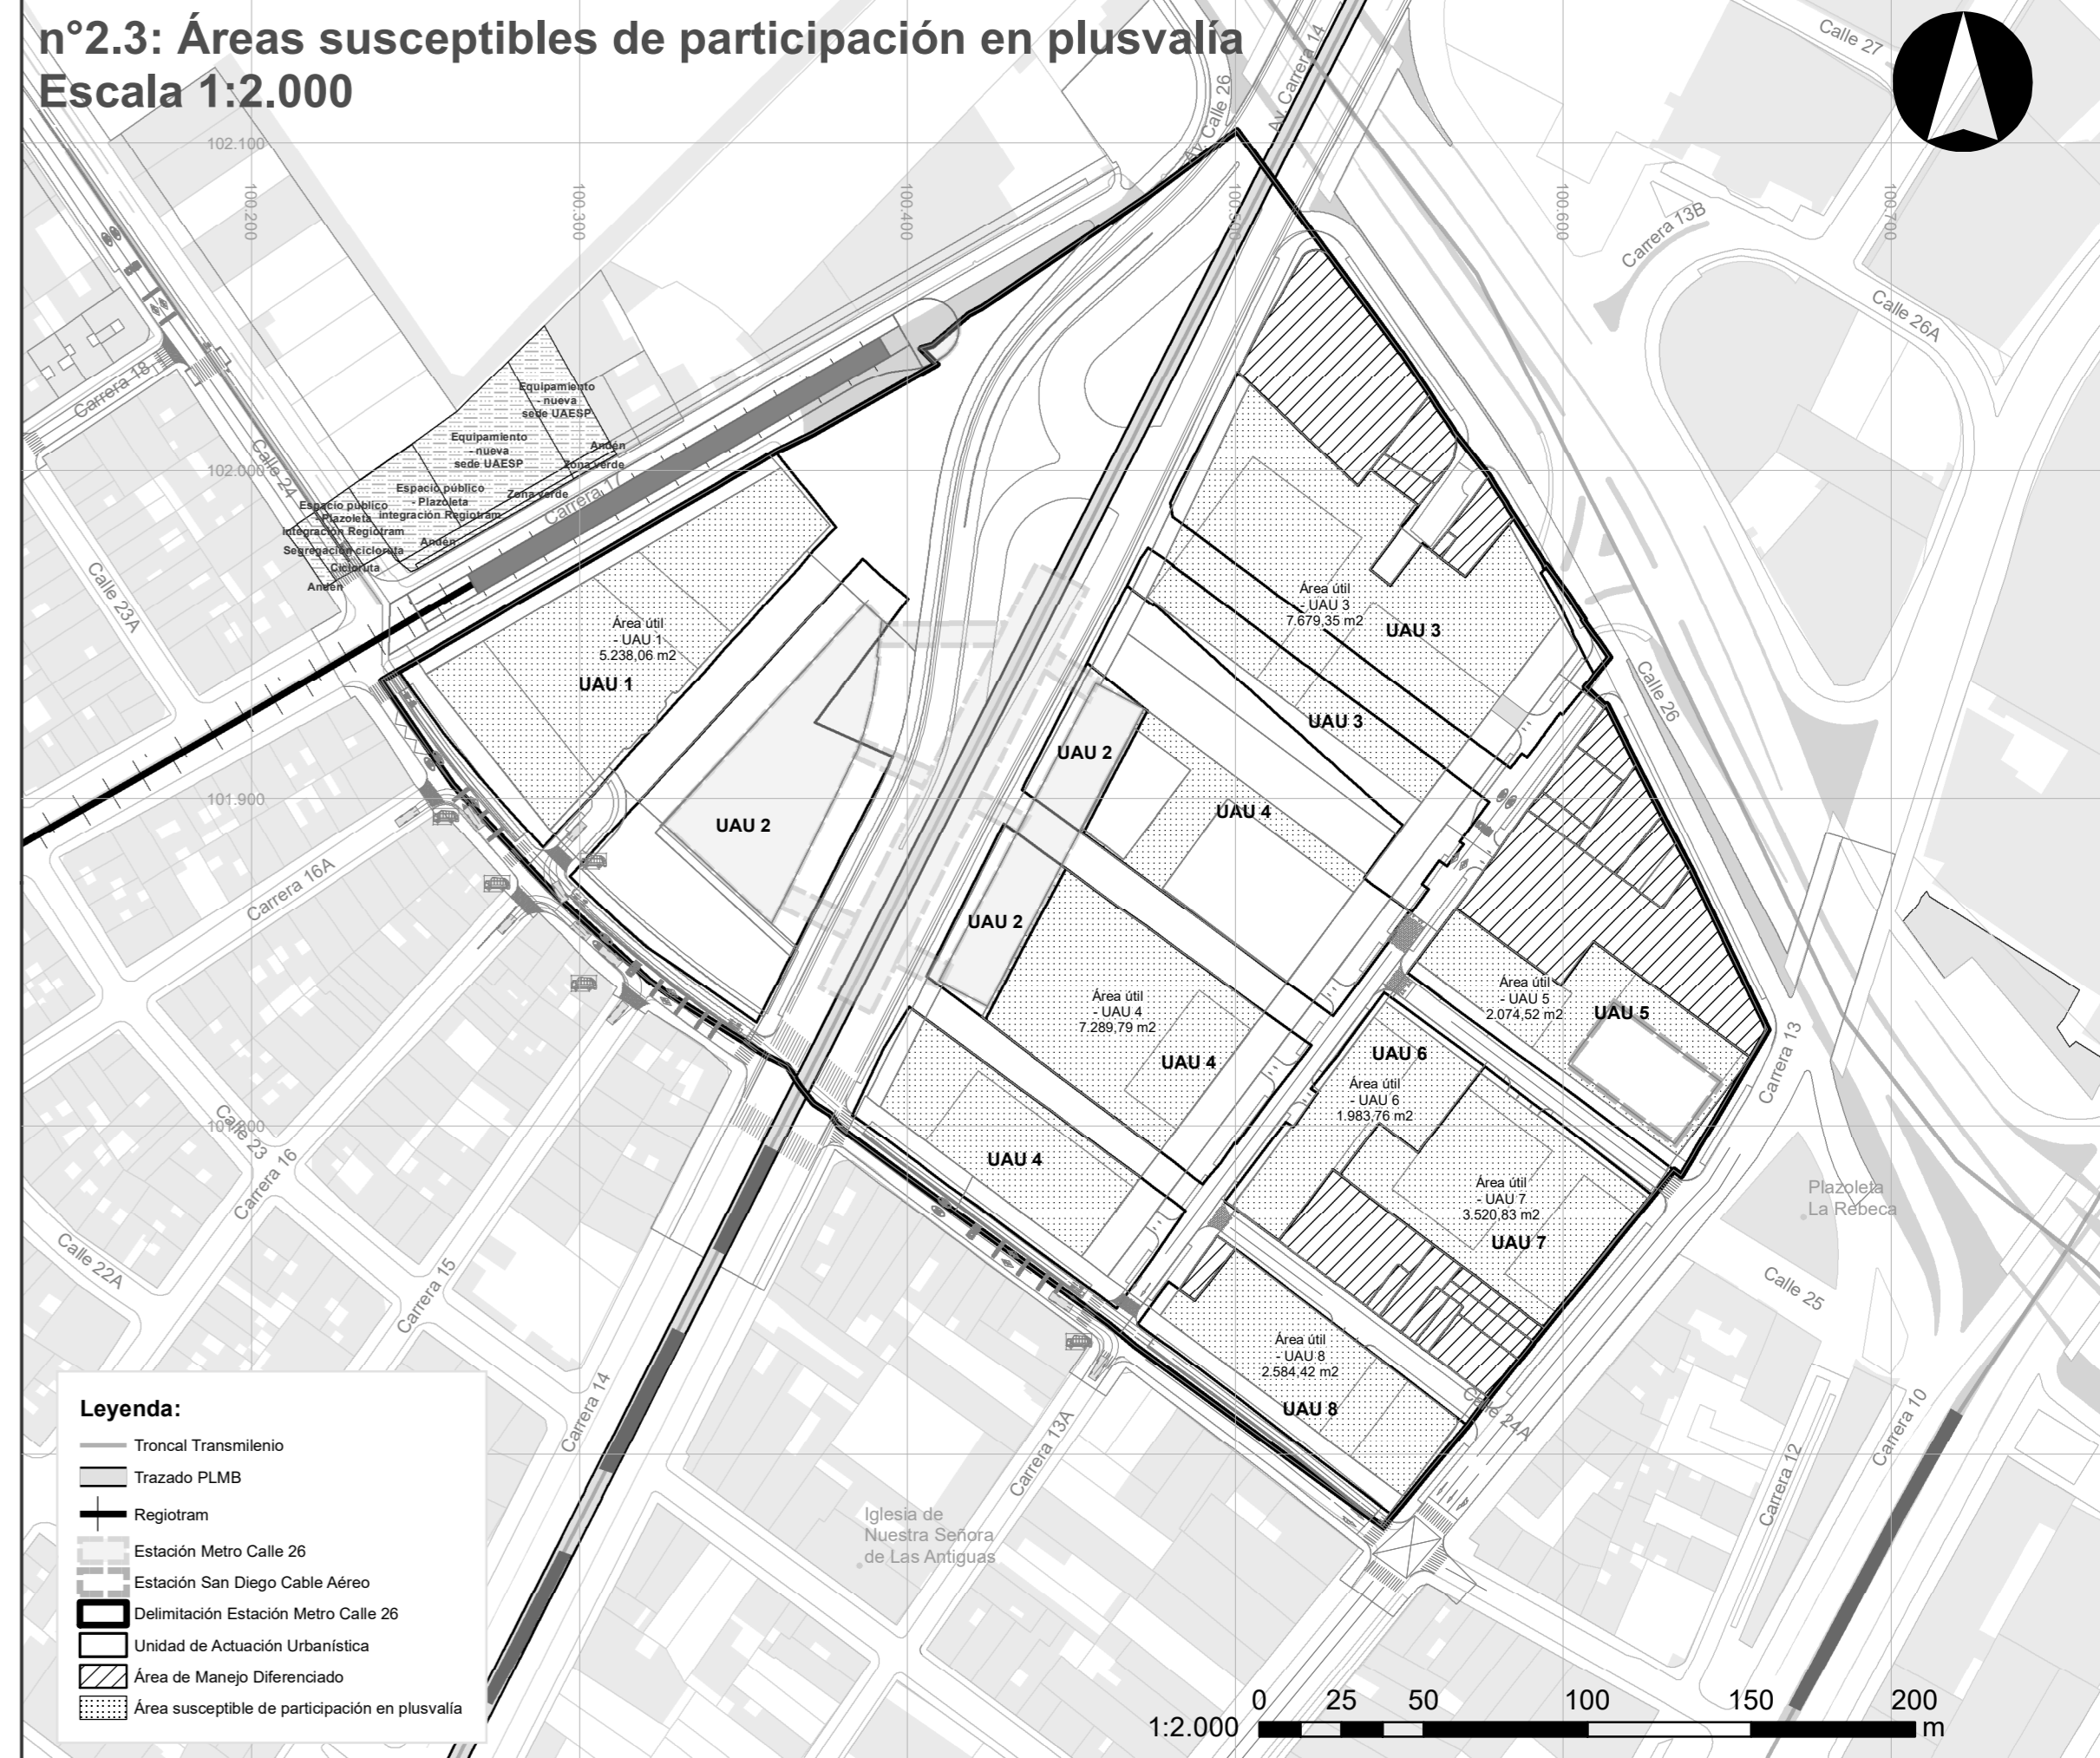 n°2.3: Áreas susceptibles de participación en plusvalía
Escala 1:2.000
Av. Calle 26
Av. Carrera 14
Calle 27
102.100
100.200
100.300
100.400
100.500
100.600
100.700
Carrera 13B
Calle 26A
Carrera 18
Calle 24
102.000
Equipamiento
- nueva
sede UAESP
Equipamiento
- nueva
sede UAESP
Andén
Zona verde
Zona verde
Carrera 17
Espacio público
- Plazoleta
integración Regiotram
Espacio público
- Plazoleta
integración Regiotram
Segregación cicloruta
Andén
Cicloruta
Andén
Calle 23A
Área útil
- UAU 1
5.238,06 m2
UAU 1
Área útil
- UAU 3
7.679,35 m2
UAU 3
UAU 3
Calle 26
UAU 2
UAU 2
UAU 4
101.900
Carrera 16A
UAU 2
Área útil
- UAU 4
7.289,79 m2
UAU 4
Área útil
- UAU 5
2.074,52 m2
UAU 5
UAU 6
Área útil
- UAU 6
1.983,76 m2
Carrera 13
101.800
Calle 23
Carrera 16
UAU 4
Área útil
- UAU 7
3.520,83 m2
UAU 7
Plazoleta
La Rebeca
Calle 22A
Carrera 15
Calle 25
Área útil
- UAU 8
2.584,42 m2
UAU 8
Calle 24A
Carrera 14
Carrera 13A
Carrera 12
Carrera 10
Iglesia de
Nuestra Señora
de Las Antiguas
Leyenda:
Troncal Transmilenio
Trazado PLMB
Regiotram
Estación Metro Calle 26
Estación San Diego Cable Aéreo
Delimitación Estación Metro Calle 26
Unidad de Actuación Urbanística
Área de Manejo Diferenciado
Área susceptible de participación en plusvalía
0 25 50 100 150 200
1:2.000 m